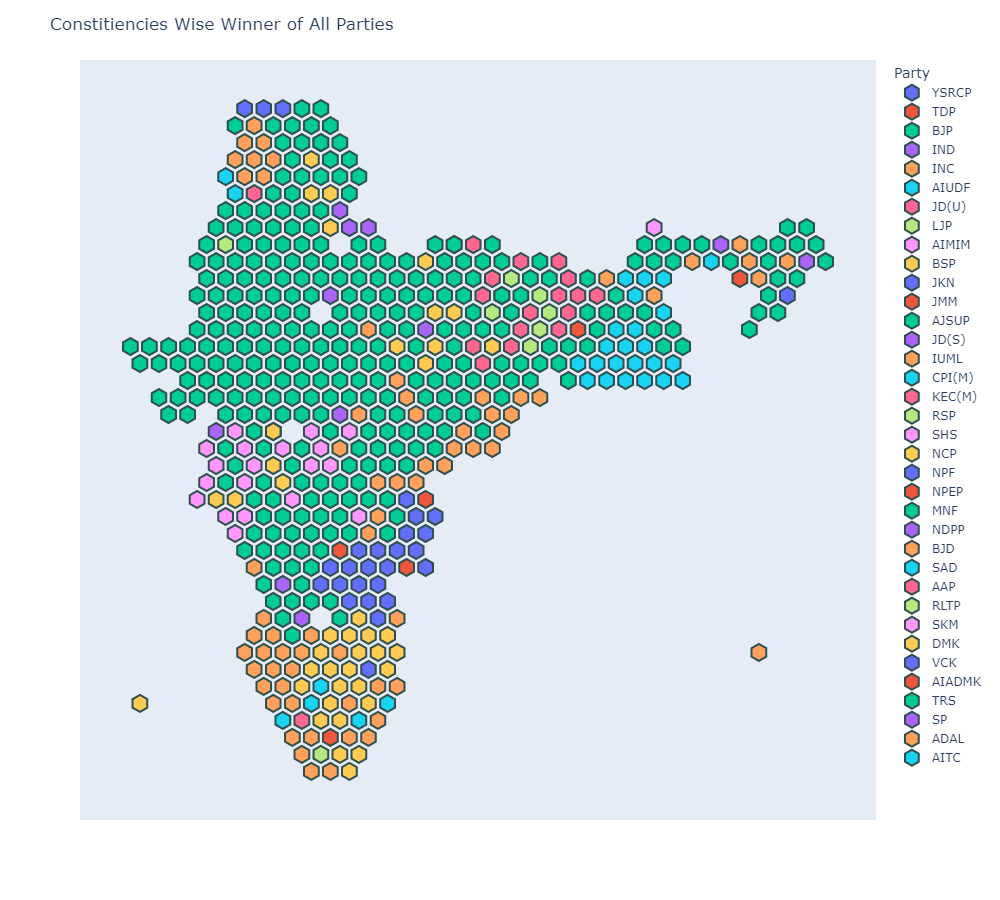 Constitiencies Wise Winner of All Parties
Party
YSRCP
TDP
BJP
IND
INC
AIUDF
JD(U)
LJP
AIMIM
BSP
JKN
JMM
AJSUP
JD(S)
IUML
CPI(M)
KEC(M)
RSP
SHS
NCP
NPF
NPEP
MNF
NDPP
BJD
SAD
AAP
RLTP
SKM
DMK
VCK
AIADMK
TRS
SP
ADAL
AITC